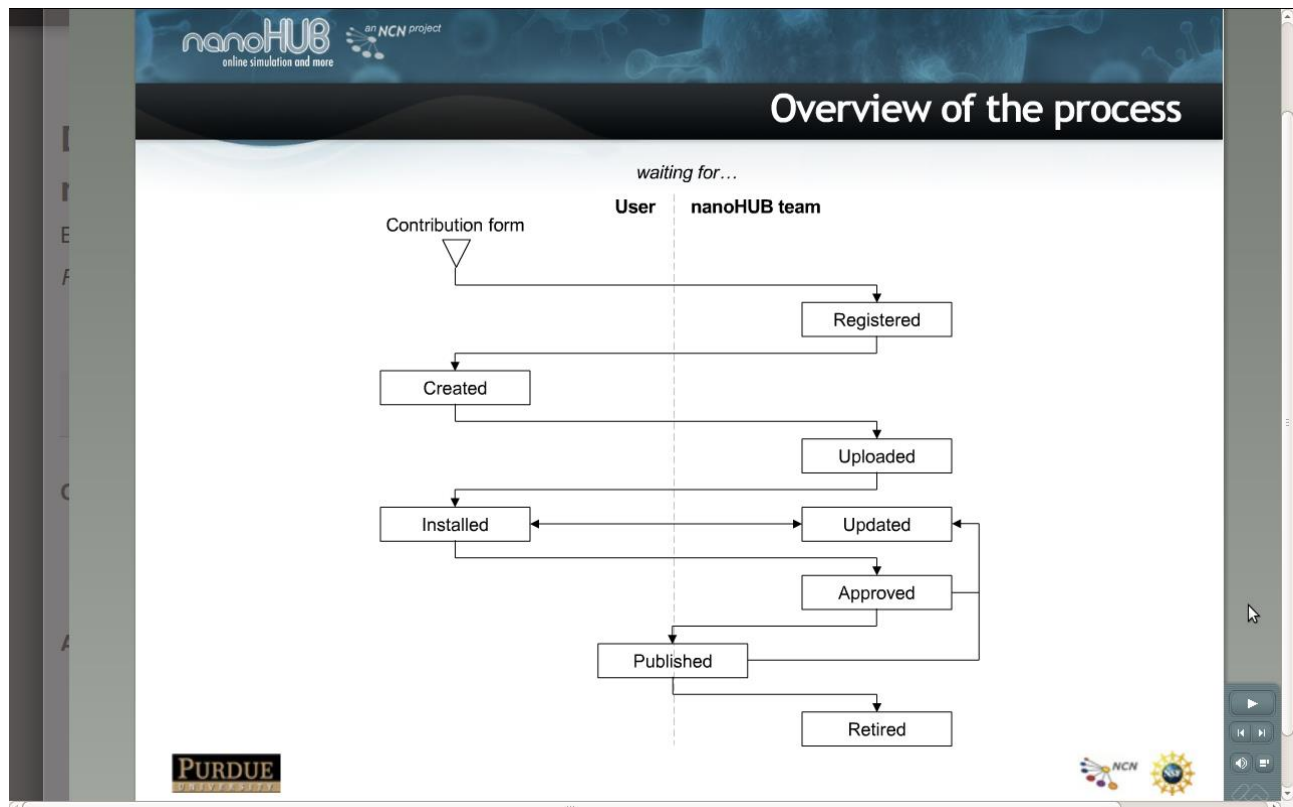 nanoHUB
online simulation and more
an NCN project
Overview of the process
waiting for…
User nanoHUB team
Contribution form
Registered
Created
Uploaded
Installed
Updated
Approved
Published
Retired
PURDUE
UNIVERSITY
NCN
NSF